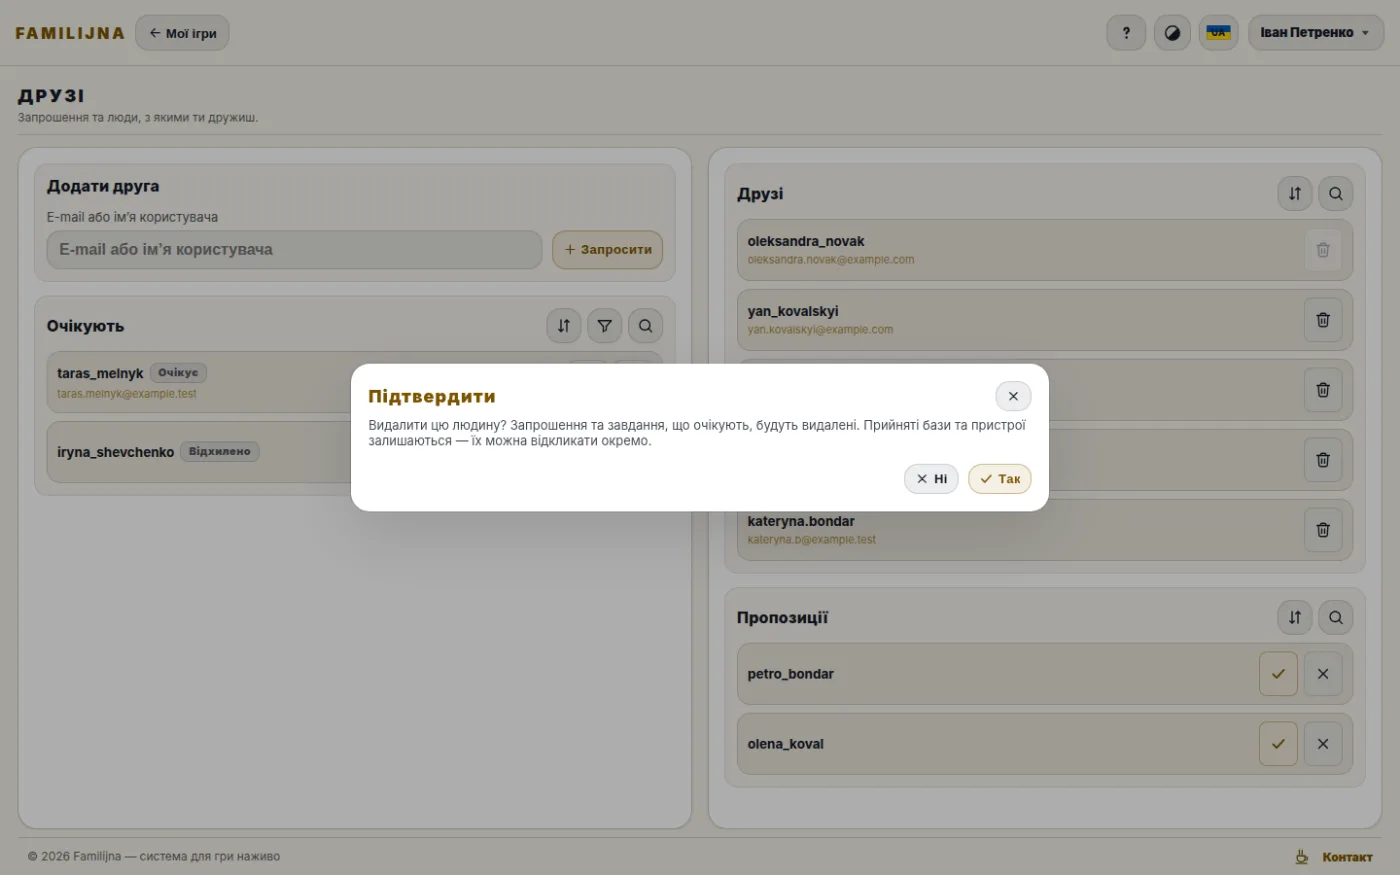 FAMILIJNA
← Мої ігри
?
UA
Іван Петренко
ДРУЗІ
Запрошення та люди, з якими ти дружиш.
Додати друга
E-mail або ім’я користувача
E-mail або ім’я користувача
+ Запросити
Очікують
taras_melnyk Очікує
taras.melnyk@example.test
iryna_shevchenko Відхилено
Підтвердити
Видалити цю людину? Запрошення та завдання, що очікують, будуть видалені. Прийняті бази та пристрої
залишаються — їх можна відкликати окремо.
Ні
Так
Друзі
oleksandra_novak
oleksandra.novak@example.com
yan_kovalskyi
yan.kovalskyi@example.com
kateryna.bondar
kateryna.b@example.test
Пропозиції
petro_bondar
olena_koval
© 2026 Familijna — система для гри наживо
Контакт